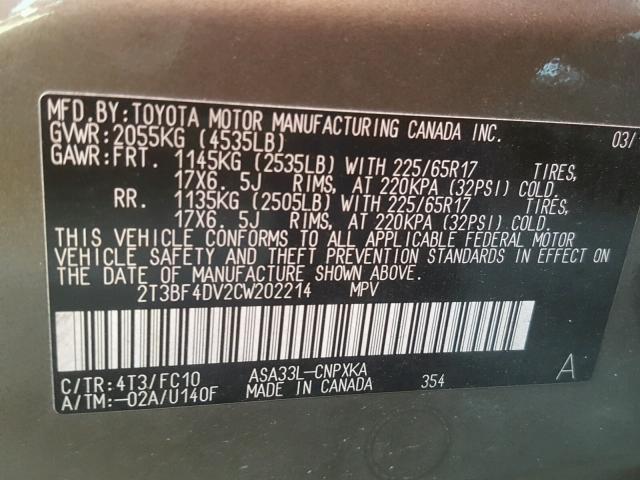 MFD. BY: TOYOTA MOTOR MANUFACTURING CANADA INC. 03/
GVWR: 2055KG (4535LB)
GAWR: FRT. 1145KG (2535LB) WITH 225/65R17 TIRES,
17X6. 5J RIMS, AT 220KPA (32PSI) COLD.
RR. 1135KG (2505LB) WITH 225/65R17 TIRES,
17X6. 5J RIMS, AT 220KPA (32PSI) COLD.
THIS VEHICLE CONFORMS TO ALL APPLICABLE FEDERAL MOTOR
VEHICLE SAFETY AND THEFT PREVENTION STANDARDS IN EFFECT ON
THE DATE OF MANUFACTURE SHOWN ABOVE.
2T3BF4DV2CW202214 MPV
C/TR: 4T3/FC10 ASA33L-CNPXKA A
A/TM: -02A/U140F MADE IN CANADA 354